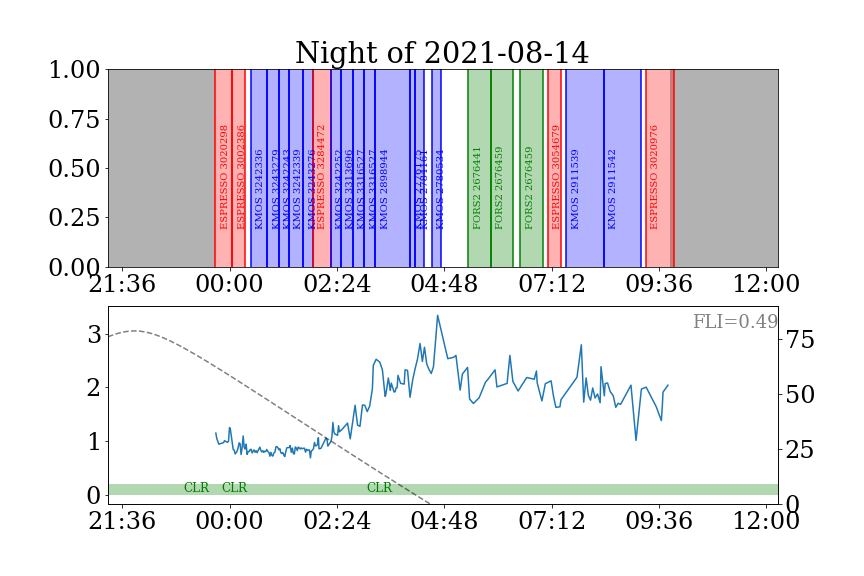 Night of 2021-08-14
1.00
0.75
0.50
0.25
0.00
ESPRESSO 3020298
ESPRESSO 3002386
KMOS 3242336
KMOS 3243279
KMOS 3242243
KMOS 3242339
KMOS 3243276
ESPRESSO 3284472
KMOS 3242252
KMOS 3313696
KMOS 3316527
KMOS 3316527
KMOS 2898944
KMOS
KMOS 2780534
FORS2 2676441
FORS2 2676459
FORS2 2676459
ESPRESSO 3054679
KMOS 2911539
KMOS 2911542
ESPRESSO 3020976
21:36 00:00 02:24 04:48 07:12 09:36 12:00
FLI=0.49
3
2
1
0
75
50
25
0
CLR CLR CLR
21:36 00:00 02:24 04:48 07:12 09:36 12:00